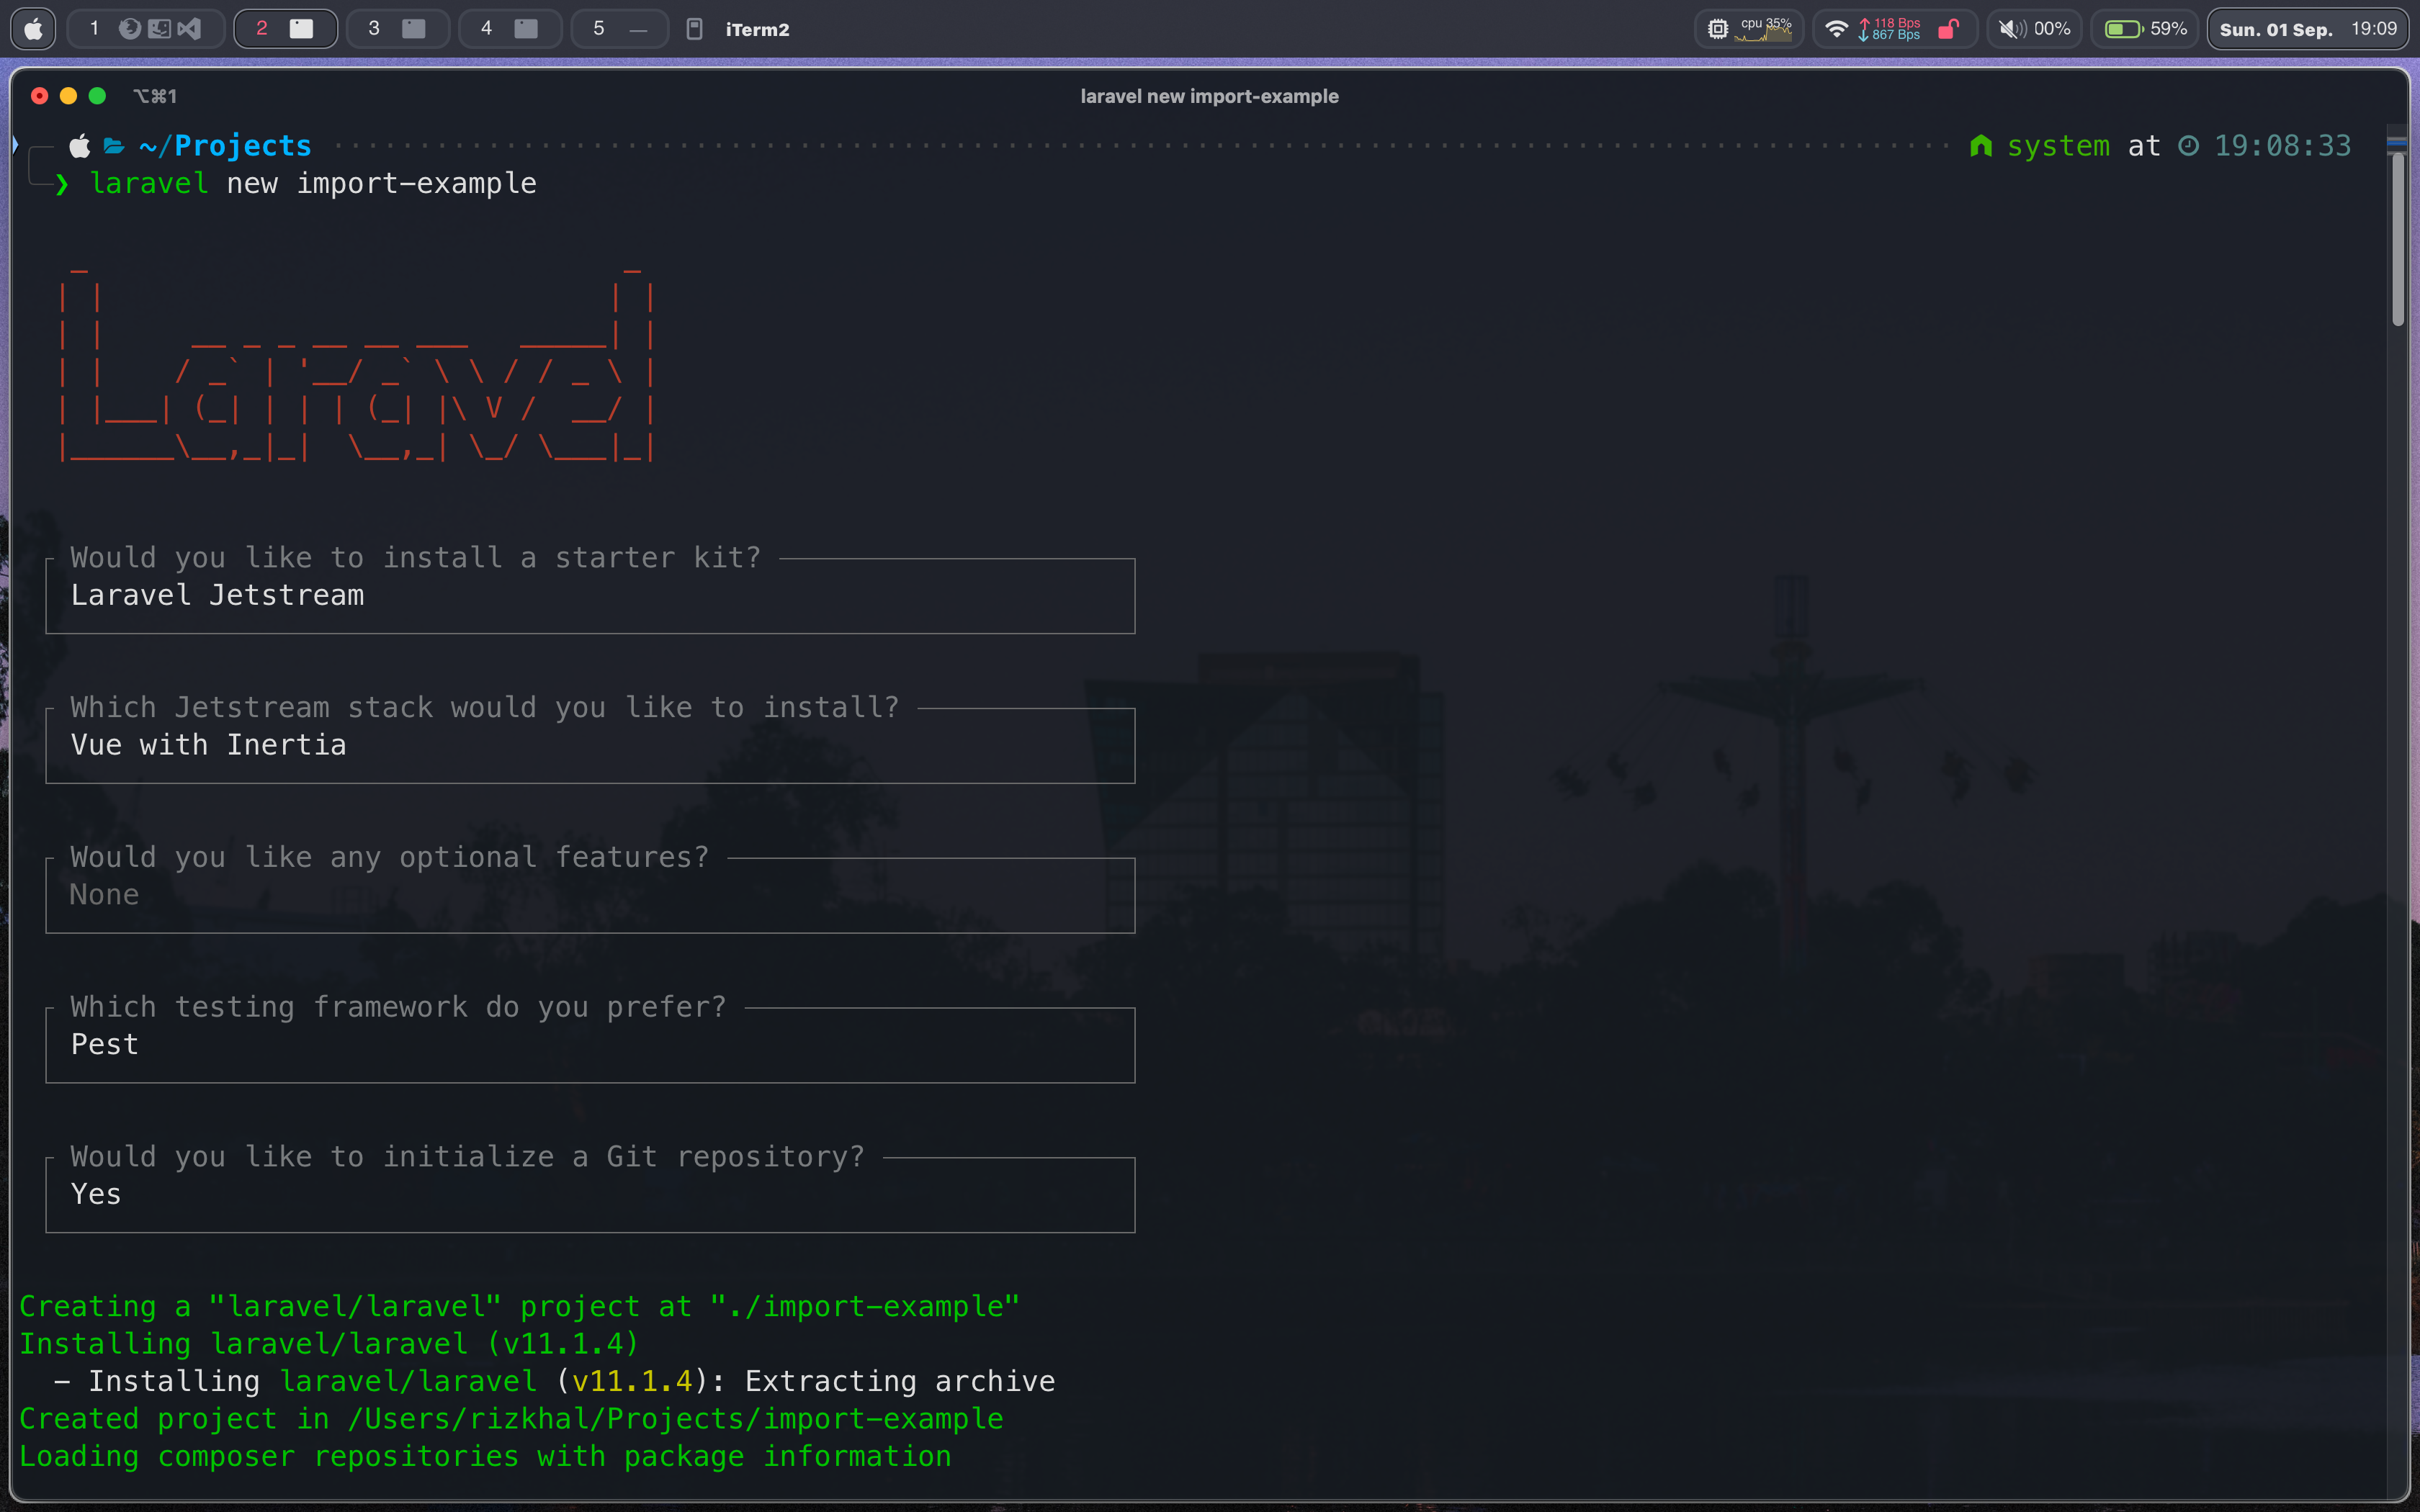 1 2 3 4 5 — iTerm2 cpu 35% 118 Bps 867 Bps 00% 59% Sun. 01 Sep. 19:09
⌥⌘1 laravel new import-example
~/Projects system at 19:08:33
❯ laravel new import-example
Laravel
Would you like to install a starter kit?
Laravel Jetstream
Which Jetstream stack would you like to install?
Vue with Inertia
Would you like any optional features?
None
Which testing framework do you prefer?
Pest
Would you like to initialize a Git repository?
Yes
Creating a "laravel/laravel" project at "./import-example"
Installing laravel/laravel (v11.1.4)
- Installing laravel/laravel (v11.1.4): Extracting archive
Created project in /Users/rizkhal/Projects/import-example
Loading composer repositories with package information